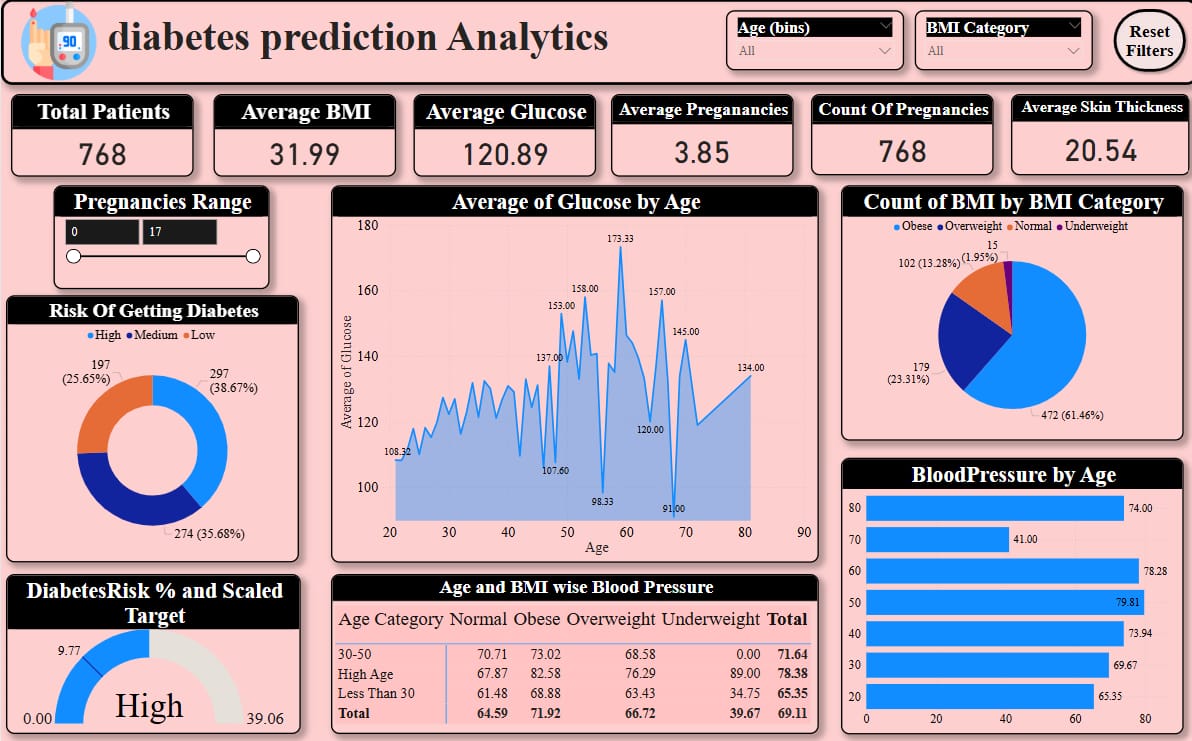 90
diabetes prediction Analytics
Age (bins)
All
BMI Category
All
Reset
Filters
Total Patients
768
Average BMI
31.99
Average Glucose
120.89
Average Preganancies
3.85
Count Of Pregnancies
768
Average Skin Thickness
20.54
Pregnancies Range
0 17
Risk Of Getting Diabetes
High Medium Low
197
(25.65%)
297
(38.67%)
274 (35.68%)
DiabetesRisk % and Scaled
Target
9.77
High
0.00 39.06
Average of Glucose by Age
Average of Glucose
180
160
140
120
100
173.33
158.00
157.00
153.00
145.00
137.00
134.00
120.00
108.32
107.60
98.33
91.00
20 30 40 50 60 70 80 90
Age
Age and BMI wise Blood Pressure
Age Category Normal Obese Overweight Underweight Total
30-50 70.71 73.02 68.58 0.00 71.64
High Age 67.87 82.58 76.29 89.00 78.38
Less Than 30 61.48 68.88 63.43 34.75 65.35
Total 64.59 71.92 66.72 39.67 69.11
Count of BMI by BMI Category
Obese Overweight Normal Underweight
15
(1.95%)
102 (13.28%)
179
(23.31%)
472 (61.46%)
BloodPressure by Age
80 74.00
70 41.00
60 78.28
50 79.81
40 73.94
30 69.67
20 65.35
0 20 40 60 80